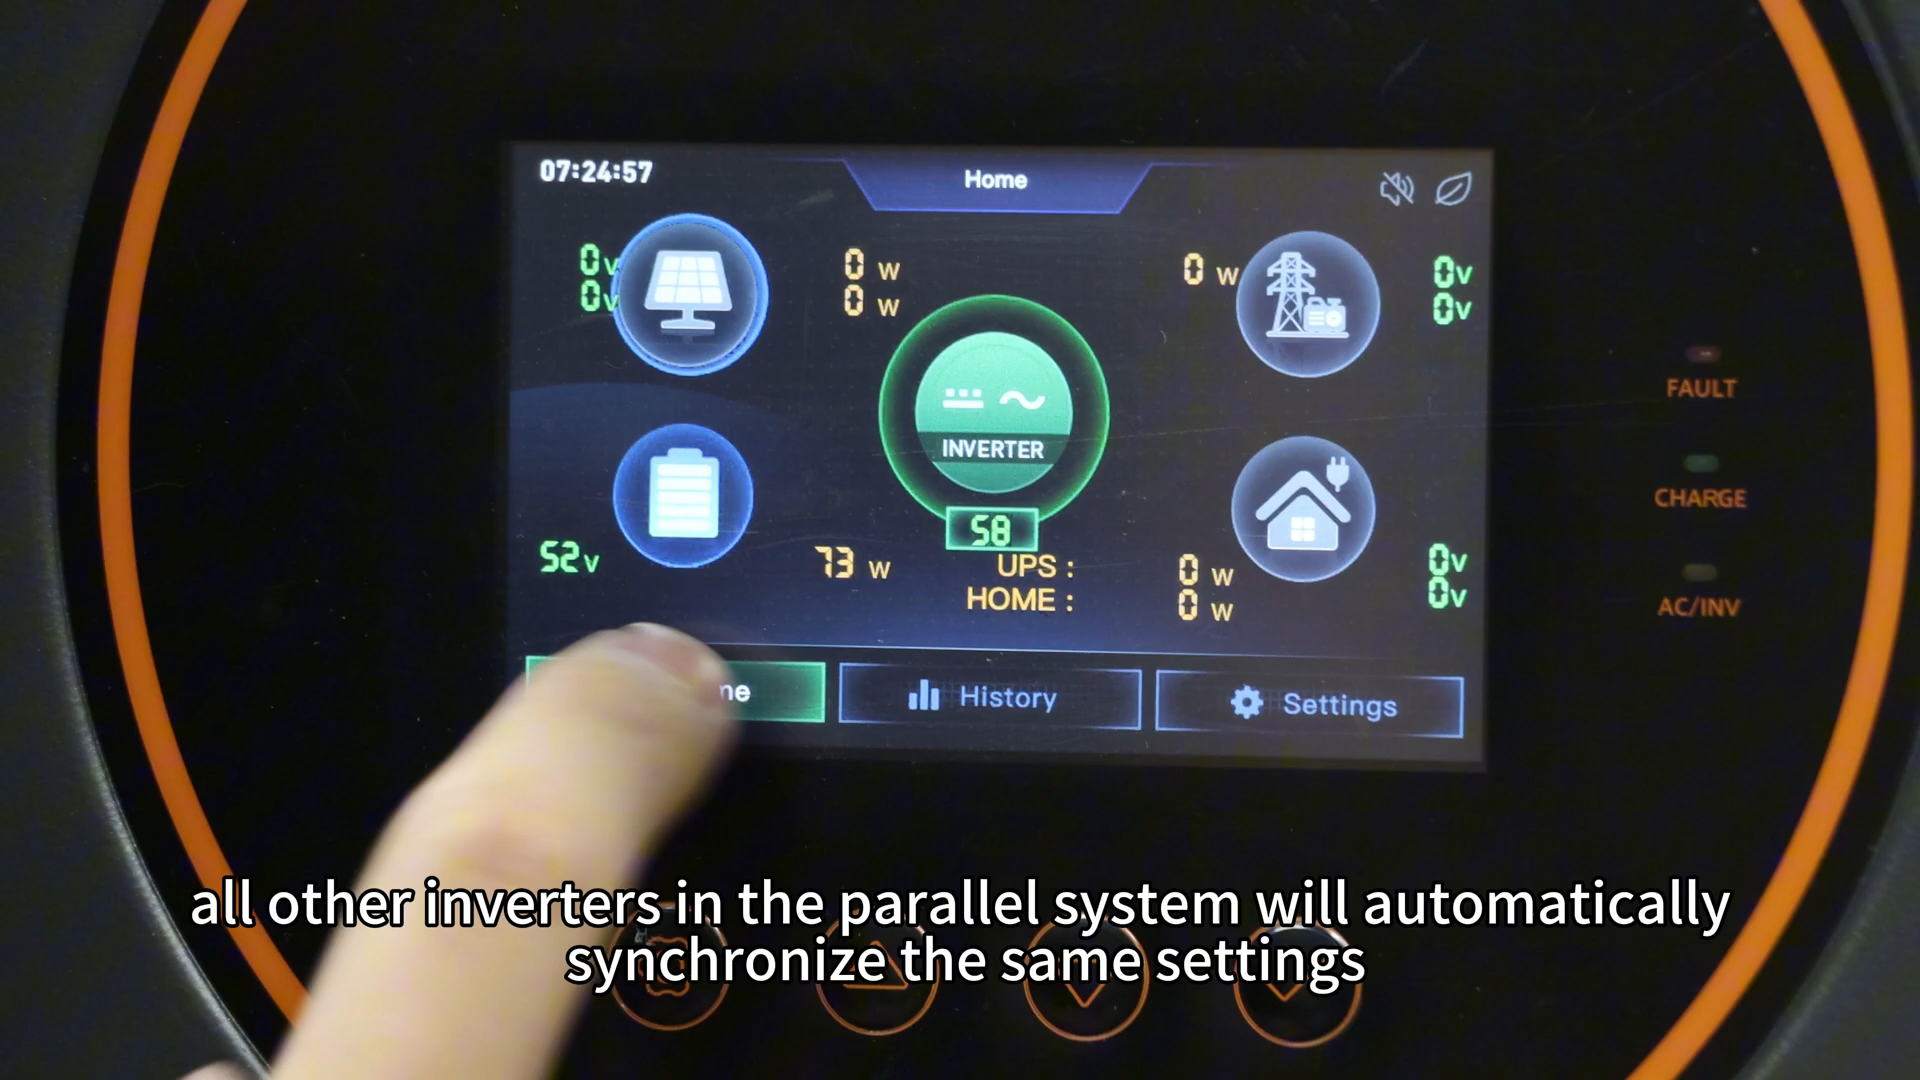 07:24:57
Home
0v
0v
0 w
0 w
0 w
0v
0v
INVERTER
58
52v
73 w
UPS :
HOME :
0 w
0 w
0v
0v
FAULT
CHARGE
AC/INV
History
Settings
all other inverters in the parallel system will automatically
synchronize the same settings